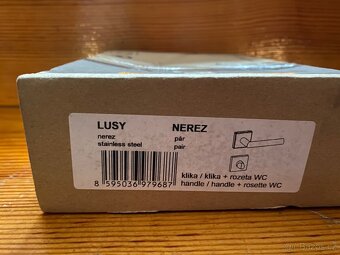 LUSY NEREZ
nerez pár
stainless steel pair
klika / klika + rozeta WC
handle / handle + rosette WC
8 595036 979687